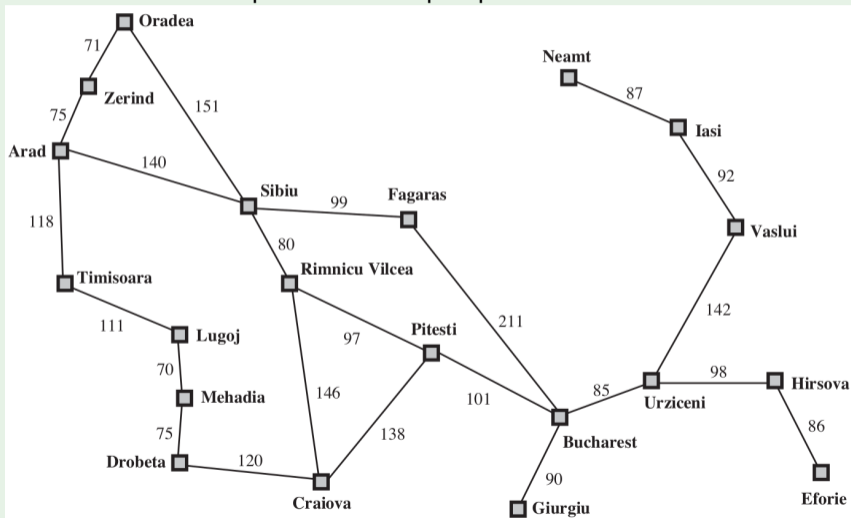 Oradea
71
Neamt
87
Zerind
151
75
Iasi
Arad
140
92
Sibiu
Fagaras
99
118
80
Vaslui
Timisoara
Rimnicu Vilcea
142
111
211
Lugoj
97
Pitesti
70
98
Mehadia
146
101
85
Hirsova
Urziceni
75
138
86
Bucharest
Drobeta
120
90
Craiova
Giurgiu
Eforie